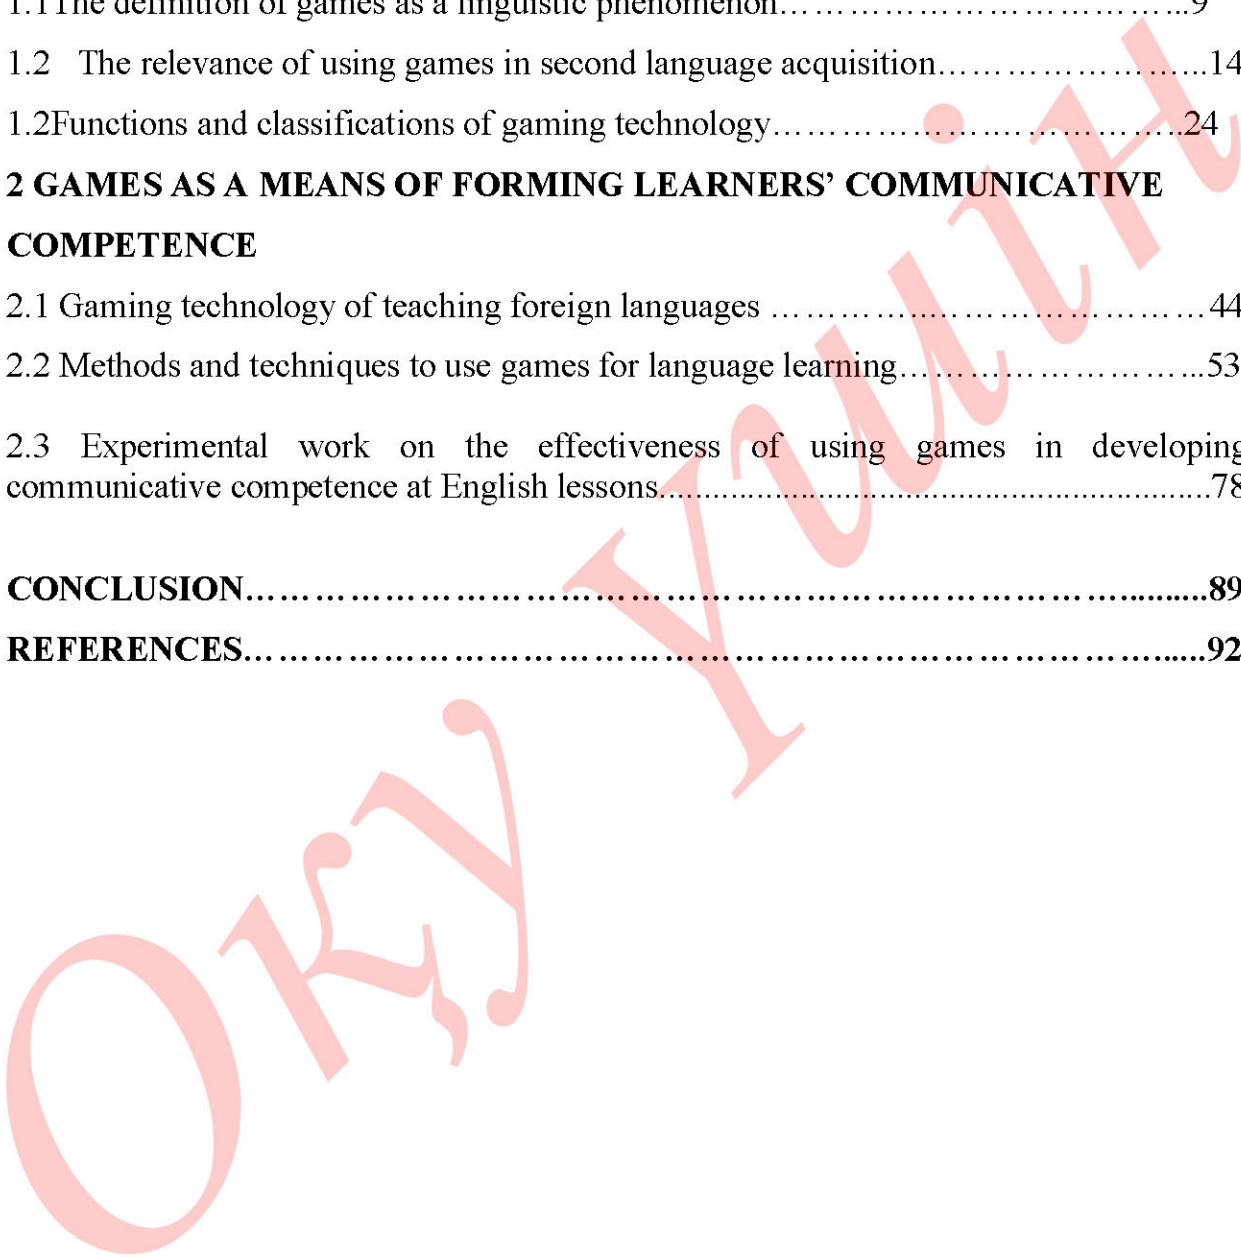 1.1The definition of games as a linguistic phenomenon………………………………...9
1.2 The relevance of using games in second language acquisition……………………...14
1.2Functions and classifications of gaming technology…………………………………..24
2 GAMES AS A MEANS OF FORMING LEARNERS’ COMMUNICATIVE
COMPETENCE
2.1 Gaming technology of teaching foreign languages …………………………………44
2.2 Methods and techniques to use games for language learning………………………...53
2.3 Experimental work on the effectiveness of using games in developing
communicative competence at English lessons..............................................................78
CONCLUSION……………………………………………………………………….........89
REFERENCES…………………………………………………………………………......92
Оқу Үшін